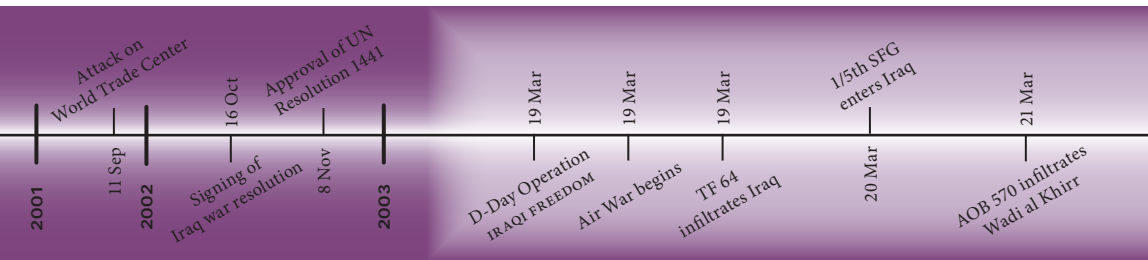 2001
Attack on
World Trade Center
11 Sep
2002
16 Oct
Signing of
Iraq war resolution
Approval of UN
Resolution 1441
8 Nov
2003
19 Mar
D-Day Operation
IRAQI FREEDOM
19 Mar
Air War begins
19 Mar
TF 64
infiltrates Iraq
1/5th SFG
enters Iraq
20 Mar
21 Mar
AOB 570 infiltrates
Wadi al Khirr